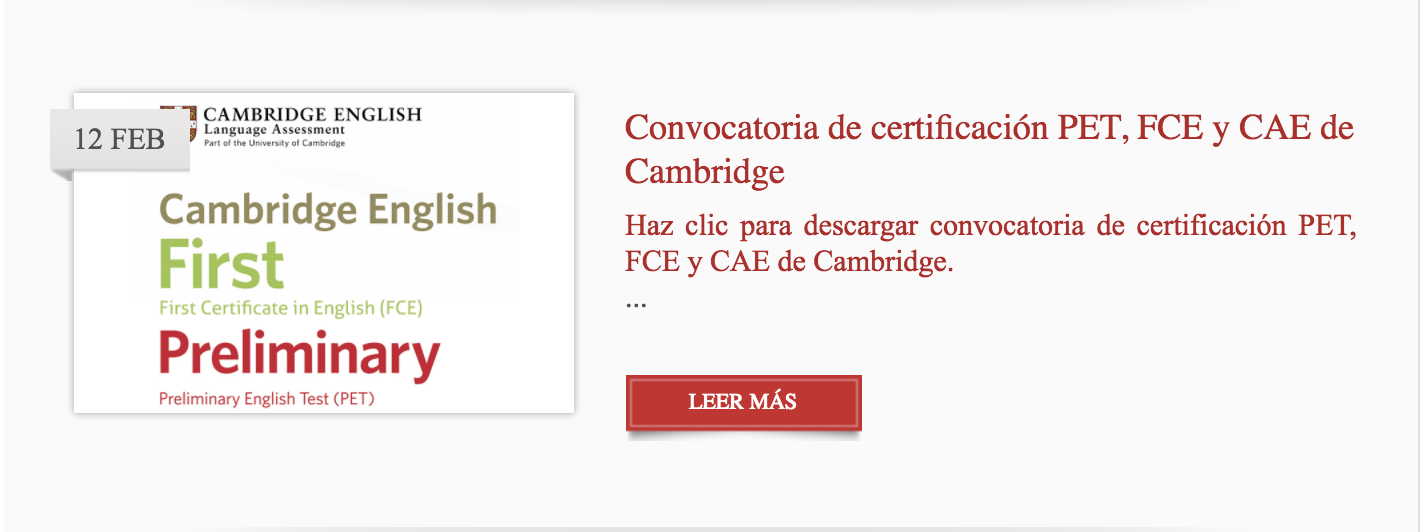 12 FEB
CAMBRIDGE ENGLISH
Language Assessment
Part of the University of Cambridge
Cambridge English
First
First Certificate in English (FCE)
Preliminary
Preliminary English Test (PET)
Convocatoria de certificación PET, FCE y CAE de
Cambridge
Haz clic para descargar convocatoria de certificación PET,
FCE y CAE de Cambridge.
...
LEER MÁS